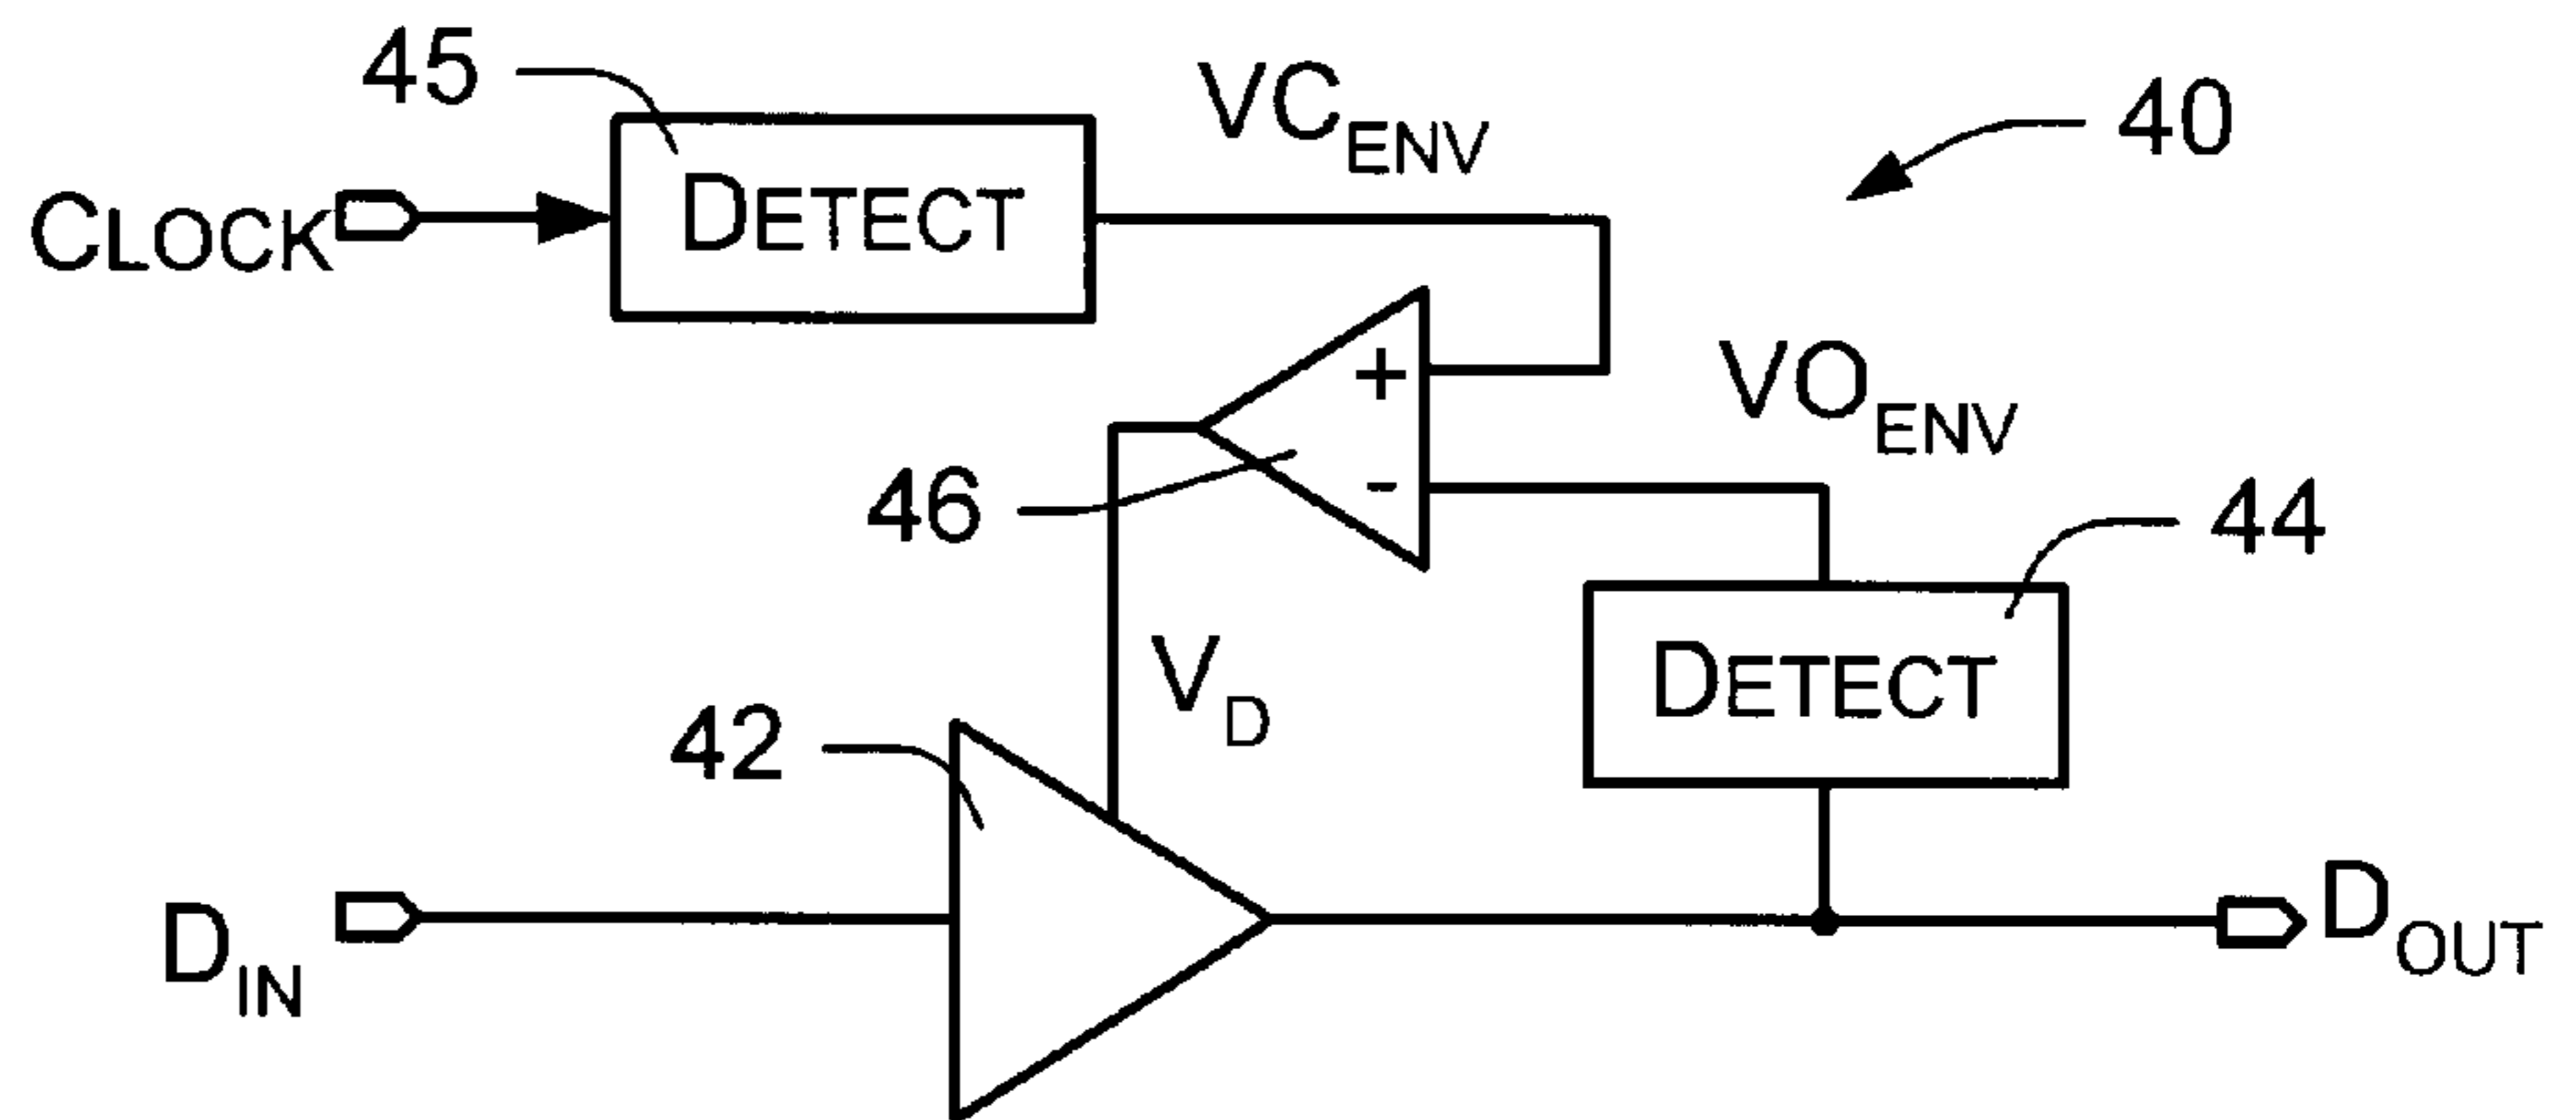 45
VC_ENV
40
CLOCK
DETECT
+
VO_ENV
46
-
44
V_D
DETECT
42
D_IN
D_OUT